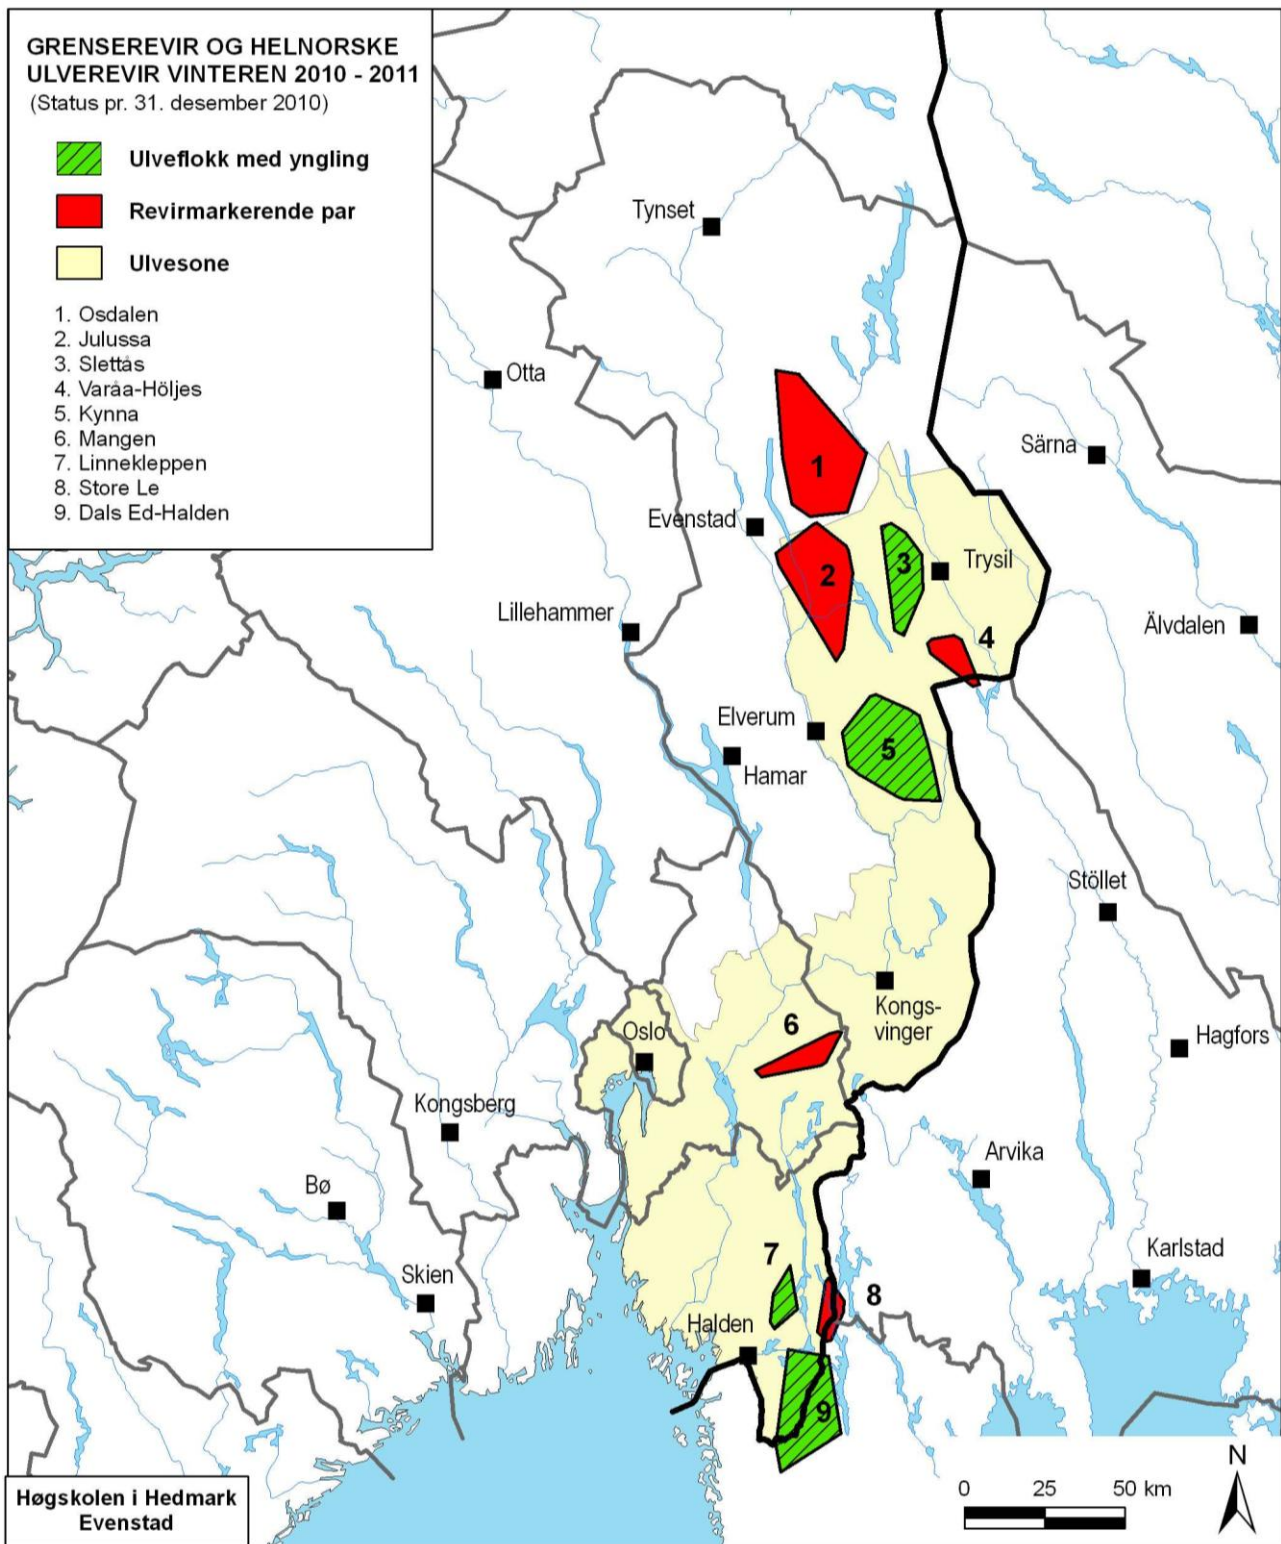 GRENSEREVIR OG HELNORSKE
ULVEREVIR VINTEREN 2010 - 2011
(Status pr. 31. desember 2010)
Ulveflokk med yngling
Revirmarkerende par
Ulvesone
1. Osdalen
2. Julussa
3. Slettås
4. Varåa-Höljes
5. Kynna
6. Mangen
7. Linnekleppen
8. Store Le
9. Dals Ed-Halden
Tynset
Otta
Särna
1
Evenstad
2
3
Trysil
Lillehammer
4
Älvdalen
Elverum
5
Hamar
Stöllet
Kongs-
vinger
6
Oslo
Hagfors
Kongsberg
Arvika
Bø
Karlstad
7
Skien
8
Halden
9
N
0 25 50 km
Høgskolen i Hedmark
Evenstad